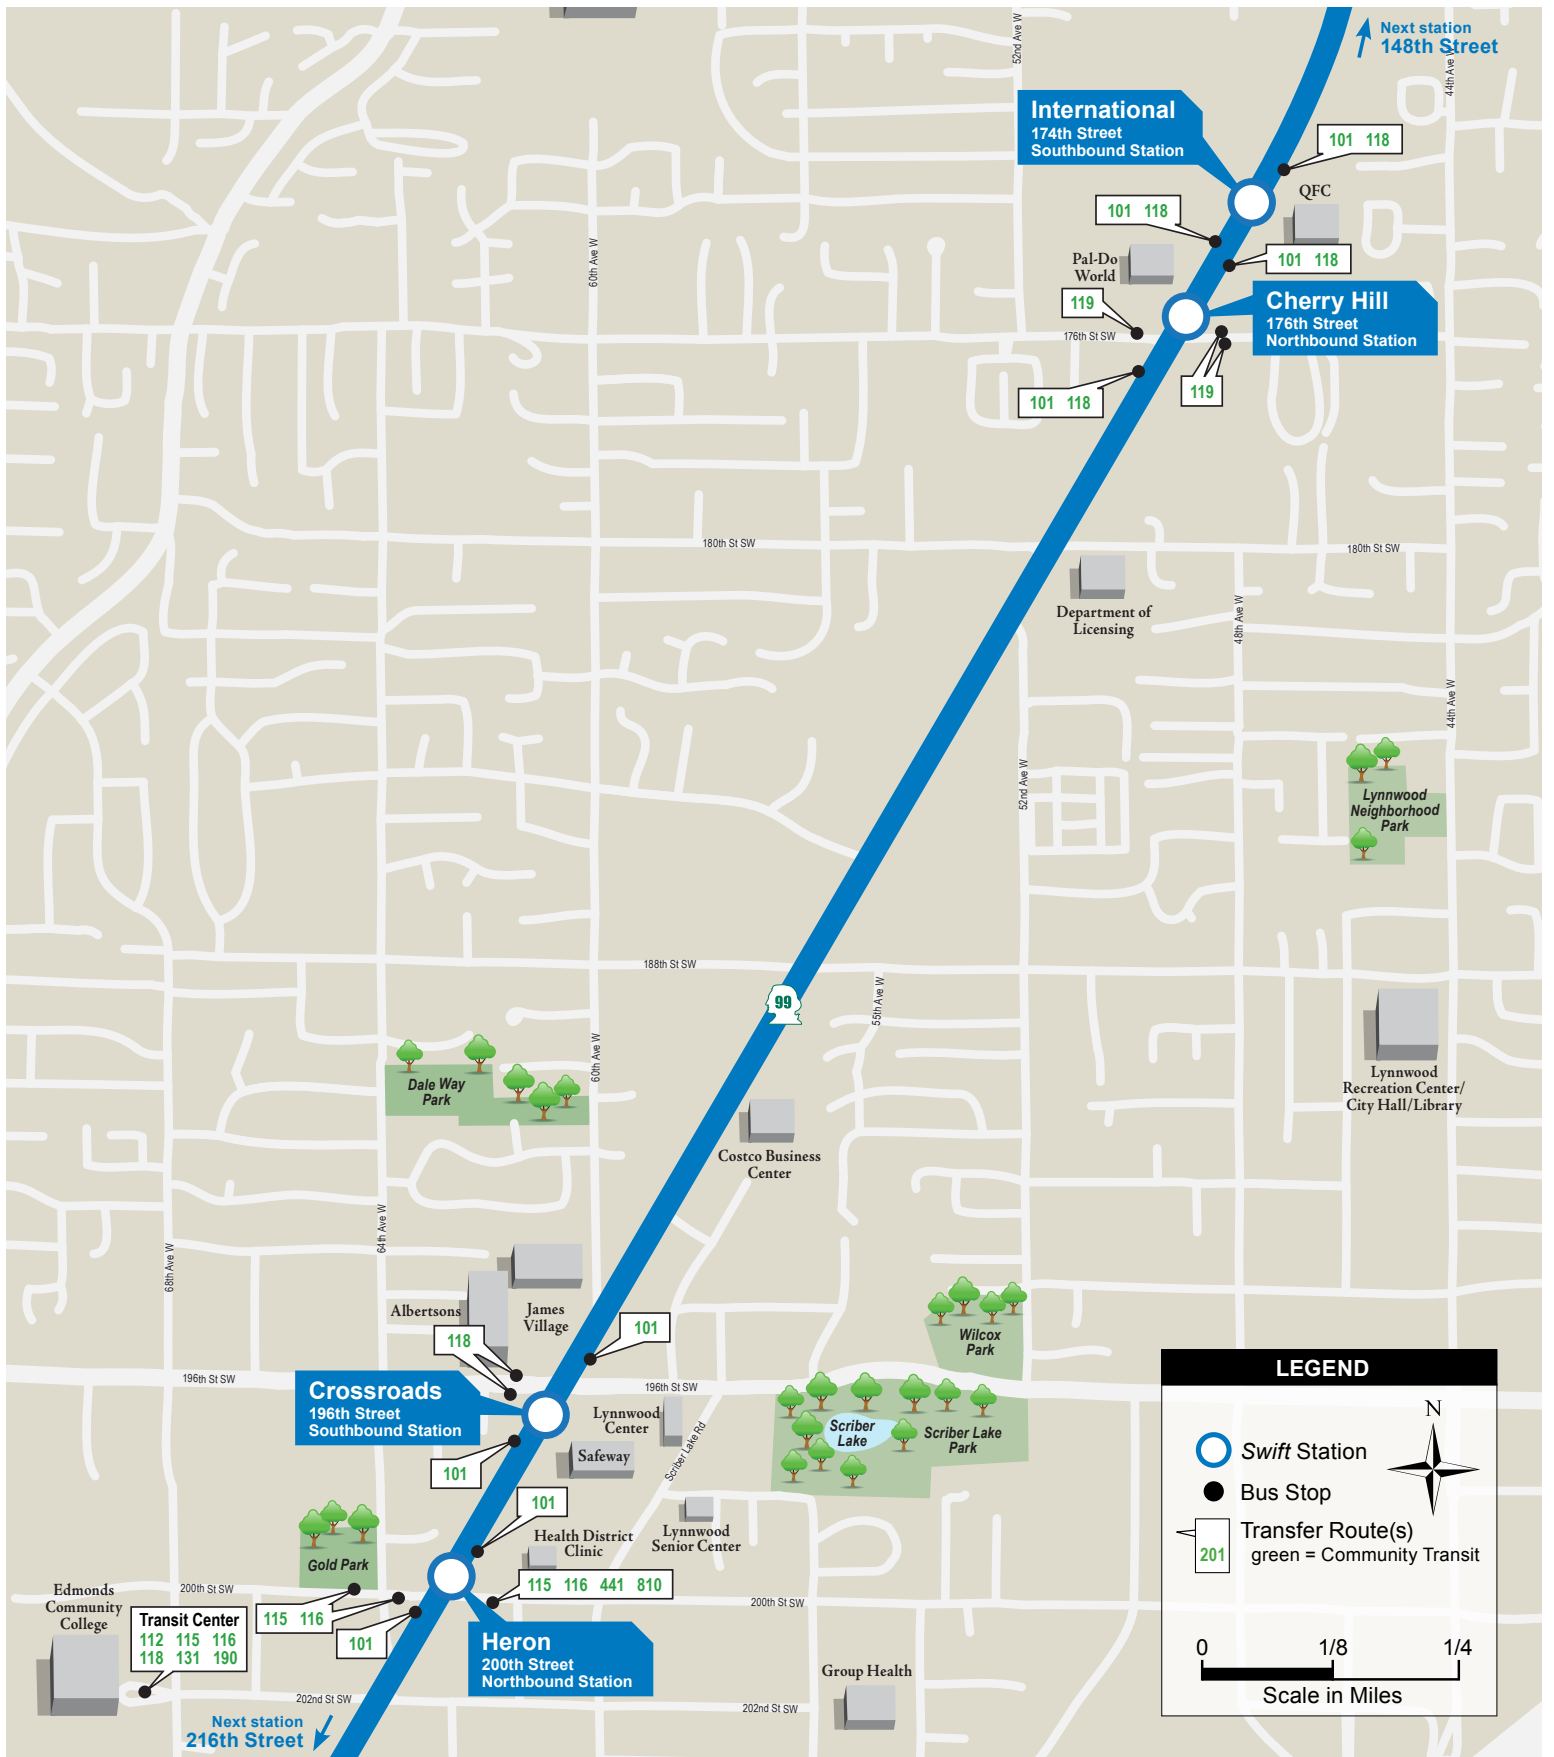 52nd Ave W
Next station
148th Street
44th Ave W
International
174th Street
Southbound Station
101 118
QFC
101 118
60th Ave W
Pal-Do
World
101 118
119
Cherry Hill
176th Street
Northbound Station
176th St SW
101 118
119
180th St SW
180th St SW
Department of
Licensing
48th Ave W
44th Ave W
52nd Ave W
Lynnwood
Neighborhood
Park
188th St SW
99
55th Ave W
60th Ave W
Dale Way
Park
Lynnwood
Recreation Center/
City Hall/Library
Costco Business
Center
64th Ave W
68th Ave W
Albertsons
James
Village
118
101
Wilcox
Park
196th St SW
Crossroads
196th Street
Southbound Station
196th St SW
Lynnwood
Center
Scriber Lake Rd
Scriber
Lake
Scriber Lake
Park
Safeway
101
101
Health District
Clinic
Lynnwood
Senior Center
Gold Park
200th St SW
115 116 441 810
200th St SW
Edmonds
Community
College
Transit Center
112 115 116
118 131 190
115 116
101
Heron
200th Street
Northbound Station
Group Health
202nd St SW
202nd St SW
Next station
216th Street
LEGEND
N
Swift Station
Bus Stop
Transfer Route(s)
201
green = Community Transit
0 1/8 1/4
Scale in Miles